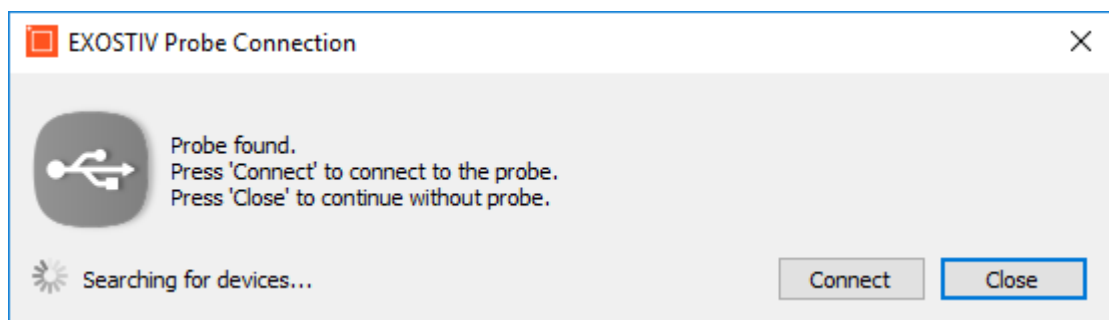 EXOSTIV Probe Connection
Probe found.
Press 'Connect' to connect to the probe.
Press 'Close' to continue without probe.
Searching for devices...
Connect
Close